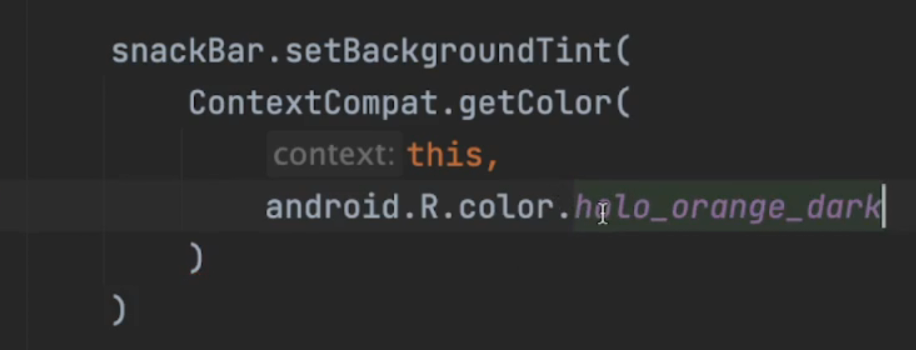 snackBar.setBackgroundTint(
ContextCompat.getColor(
context: this,
android.R.color.holo_orange_dark
)
)